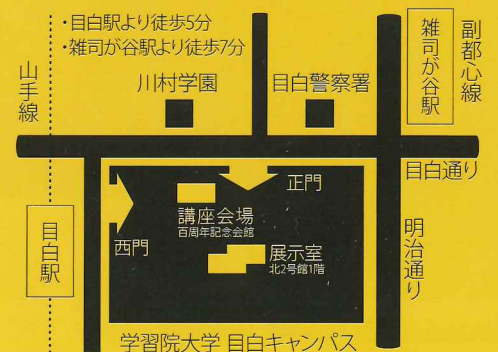 ・目白駅より徒歩5分
・雑司が谷駅より徒歩7分
山手線
川村学園
目白警察署
雑司が谷駅
副都心線
目白通り
正門
講座会場
百周年記念会館
西門
目白駅
展示室
北2号館1階
明治通り
学習院大学 目白キャンパス